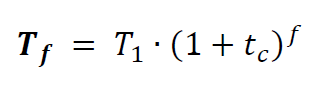 T_f = T_1 · (1 + t_c)^f